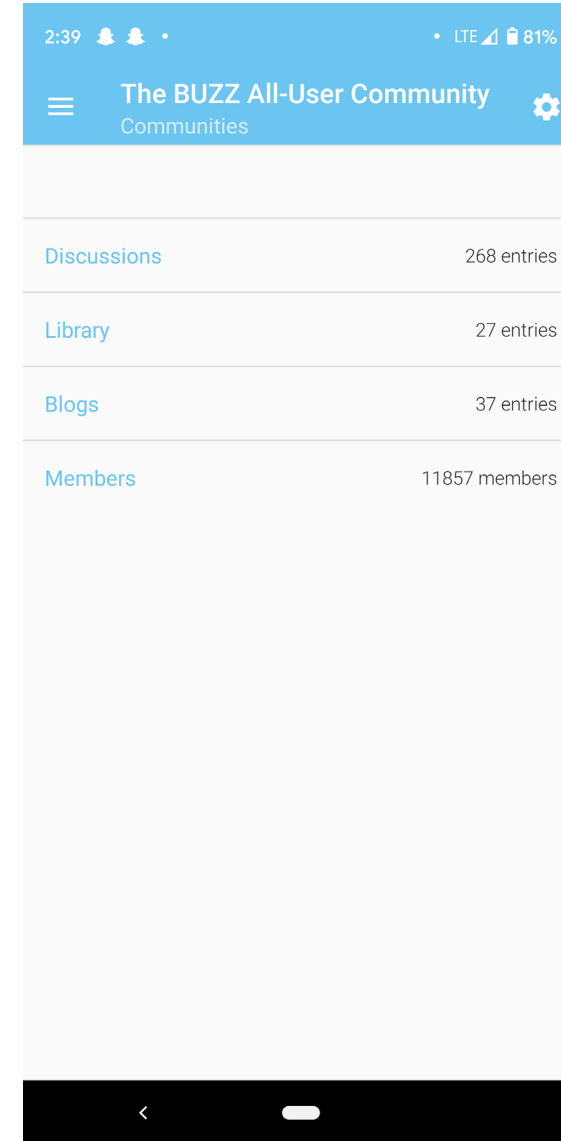 2:39 LTE 81%
The BUZZ All-User Community
Communities
Discussions 268 entries
Library 27 entries
Blogs 37 entries
Members 11857 members